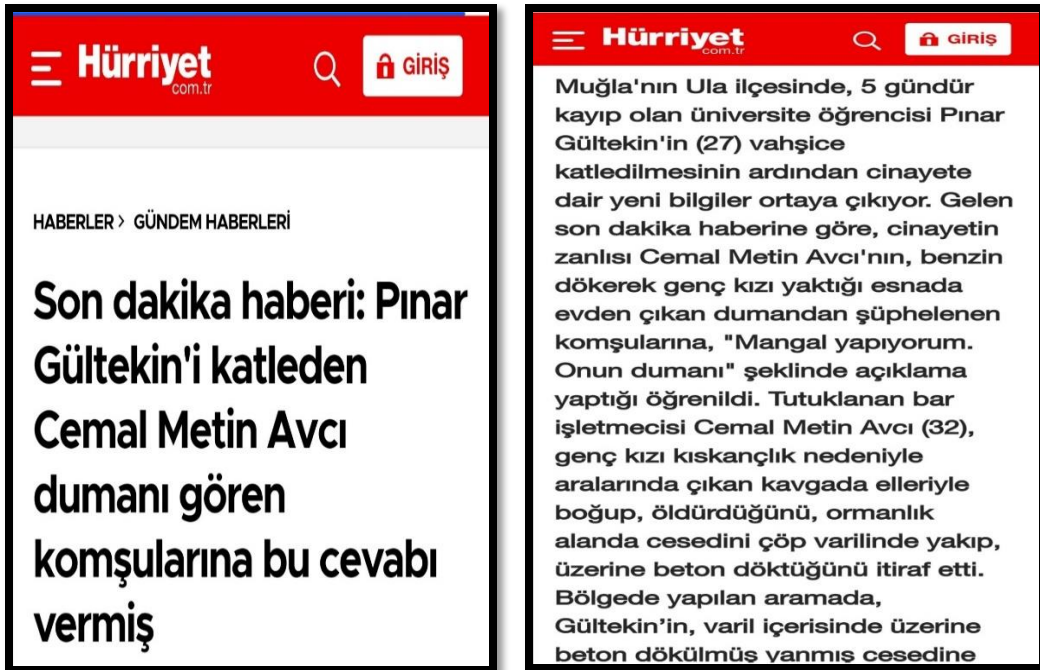 Hürriyet
com.tr
GİRİŞ
HABERLER > GÜNDEM HABERLERİ
Son dakika haberi: Pınar
Gültekin'i katleden
Cemal Metin Avcı
dumanı gören
komşularına bu cevabı
vermiş
Hürriyet
com.tr
GİRİŞ
Muğla'nın Ula ilçesinde, 5 gündür
kayıp olan üniversite öğrencisi Pınar
Gültekin'in (27) vahşice
katledilmesinin ardından cinayete
dair yeni bilgiler ortaya çıkıyor. Gelen
son dakika haberine göre, cinayetin
zanlısı Cemal Metin Avcı'nın, benzin
dökerek genç kızı yaktığı esnada
evden çıkan dumandan şüphelenen
komşularına, "Mangal yapıyorum.
Onun dumanı" şeklinde açıklama
yaptığı öğrenildi. Tutuklanan bar
işletmecisi Cemal Metin Avcı (32),
genç kızı kıskançlık nedeniyle
aralarında çıkan kavgada elleriyle
boğup, öldürdüğünü, ormanlık
alanda cesedini çöp varilinde yakıp,
üzerine beton döktüğünü itiraf etti.
Bölgede yapılan aramada,
Gültekin’in, varil içerisinde üzerine
beton dökülmüş yanmış cesedine